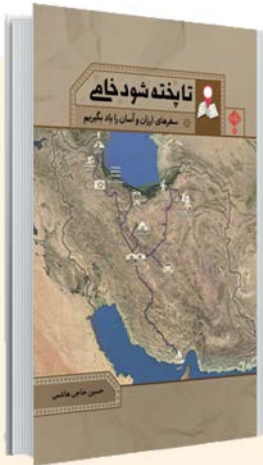 تا پخته شود خامی
سفرهای ارزان و آسان را یاد بگیریم
حسین حاجی هاشمی